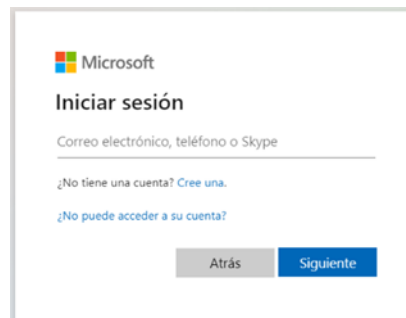 Microsoft
Iniciar sesión
Correo electrónico, teléfono o Skype
¿No tiene una cuenta? Cree una.
¿No puede acceder a su cuenta?
Atrás Siguiente